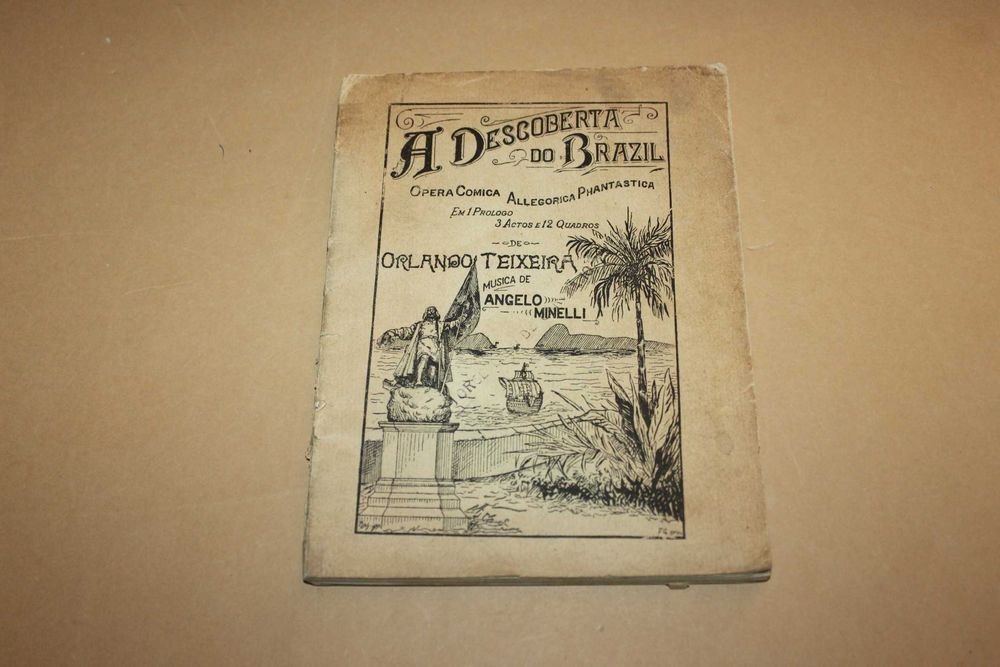 A DESCOBERTA
DO BRAZIL
OPERA COMICA ALLEGORICA PHANTASTICA
EM 1 PROLOGO
3 ACTOS E 12 QUADROS
DE
ORLANDO TEIXEIRA
MUSICA DE
ANGELO
MINELLI